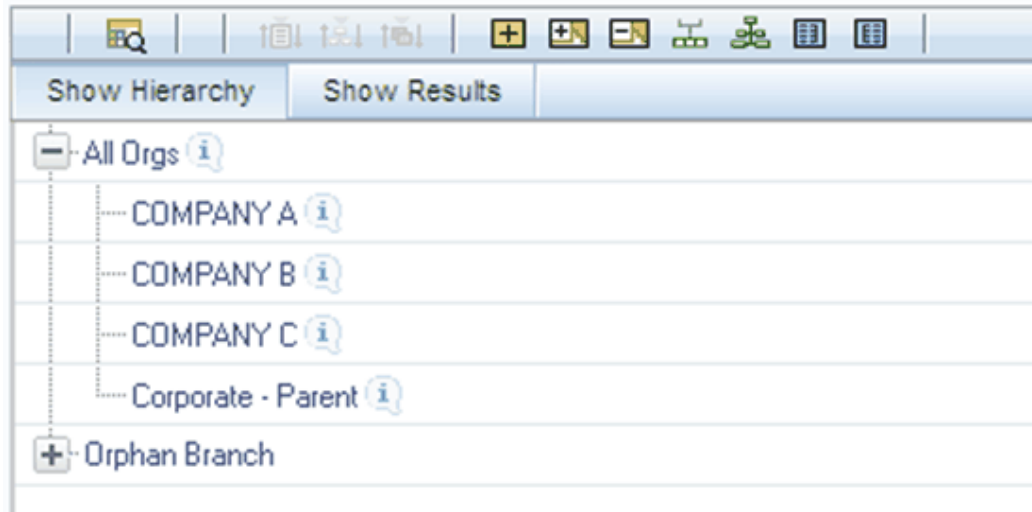 Show Hierarchy Show Results
All Orgs
COMPANY A
COMPANY B
COMPANY C
Corporate - Parent
Orphan Branch